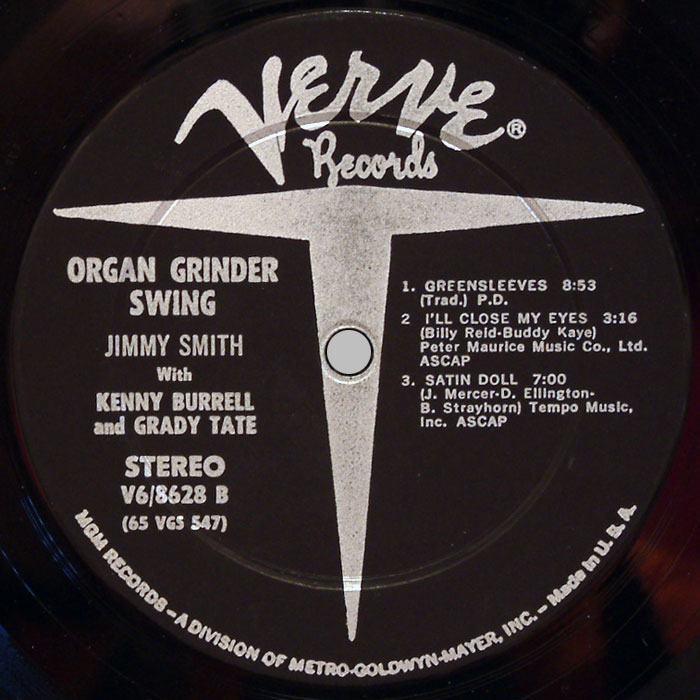 Verve®
Records
ORGAN GRINDER
SWING
JIMMY SMITH
With
KENNY BURRELL
and GRADY TATE
STEREO
V6/8628 B
(65 VGS 547)
1. GREENSLEEVES 8:53
(Trad.) P.D.
2 I'LL CLOSE MY EYES 3:16
(Billy Reid-Buddy Kaye)
Peter Maurice Music Co., Ltd.
ASCAP
3. SATIN DOLL 7:00
(J. Mercer-D. Ellington-
B. Strayhorn) Tempo Music,
Inc. ASCAP
MGM RECORDS – A DIVISION OF METRO-GOLDWYN-MAYER, INC. – Made in U. S. A.